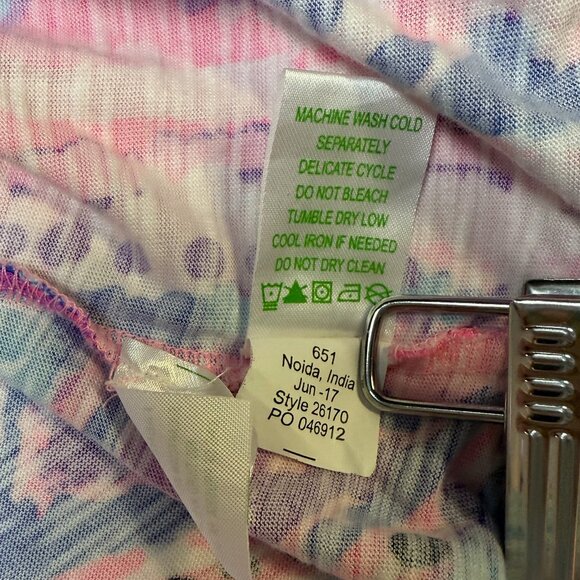 MACHINE WASH COLD
SEPARATELY
DELICATE CYCLE
DO NOT BLEACH
TUMBLE DRY LOW
COOL IRON IF NEEDED
DO NOT DRY CLEAN
651
Noida, India
Jun -17
Style 26170
PO 046912